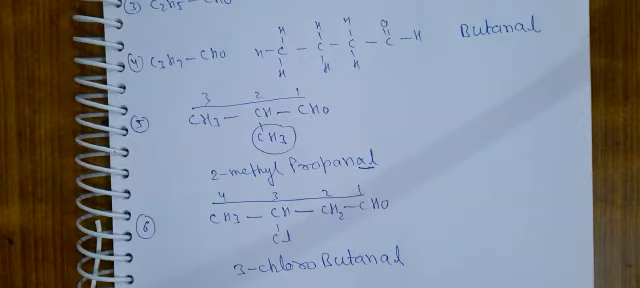 (3) C2H5 - CHO
(4) C3H7 - CHO
H H H O
H - C - C - C - C - H Butanal
H H H
3 2 1
(5) CH3 - CH - CHO
CH3
2-methyl Propanal
4 3 2 1
(6) CH3 - CH - CH2 - CHO
Cl
3-chloro Butanal